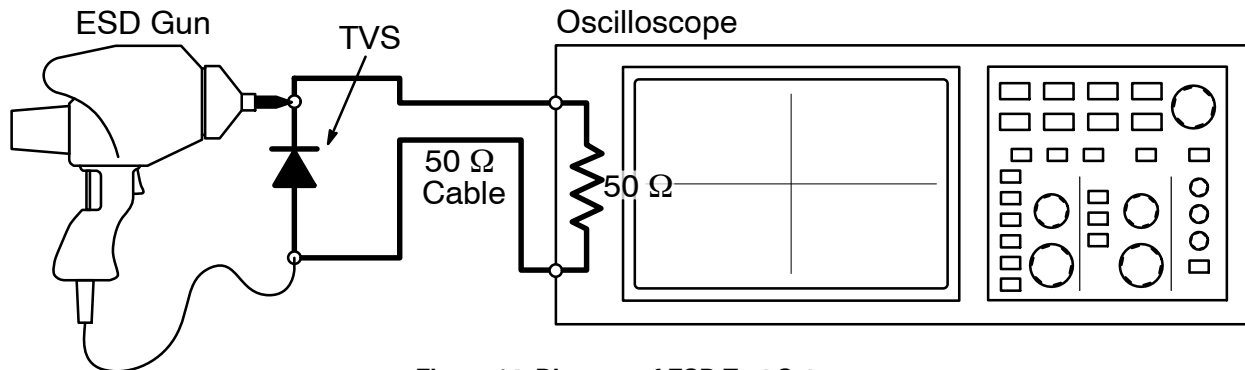 ESD Gun
TVS
Oscilloscope
50 Ω
Cable
50 Ω